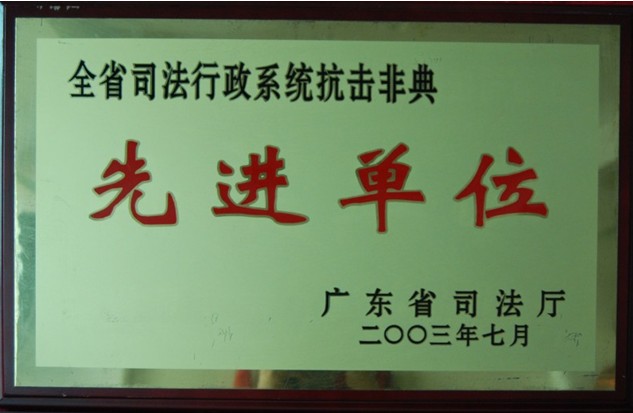 全省司法行政系统抗击非典
先进单位
广东省司法厅
二〇〇三年七月